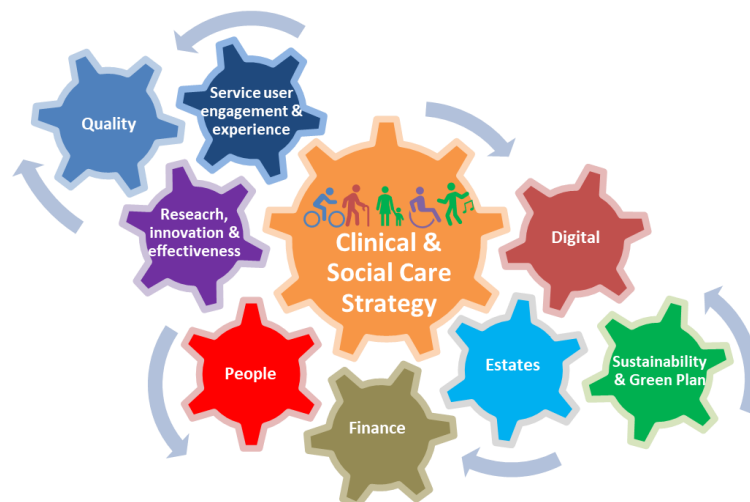 Quality
Service user
engagement &
experience
Reseacrh,
innovation &
effectiveness
Clinical &
Social Care
Strategy
Digital
People
Finance
Estates
Sustainability
& Green Plan